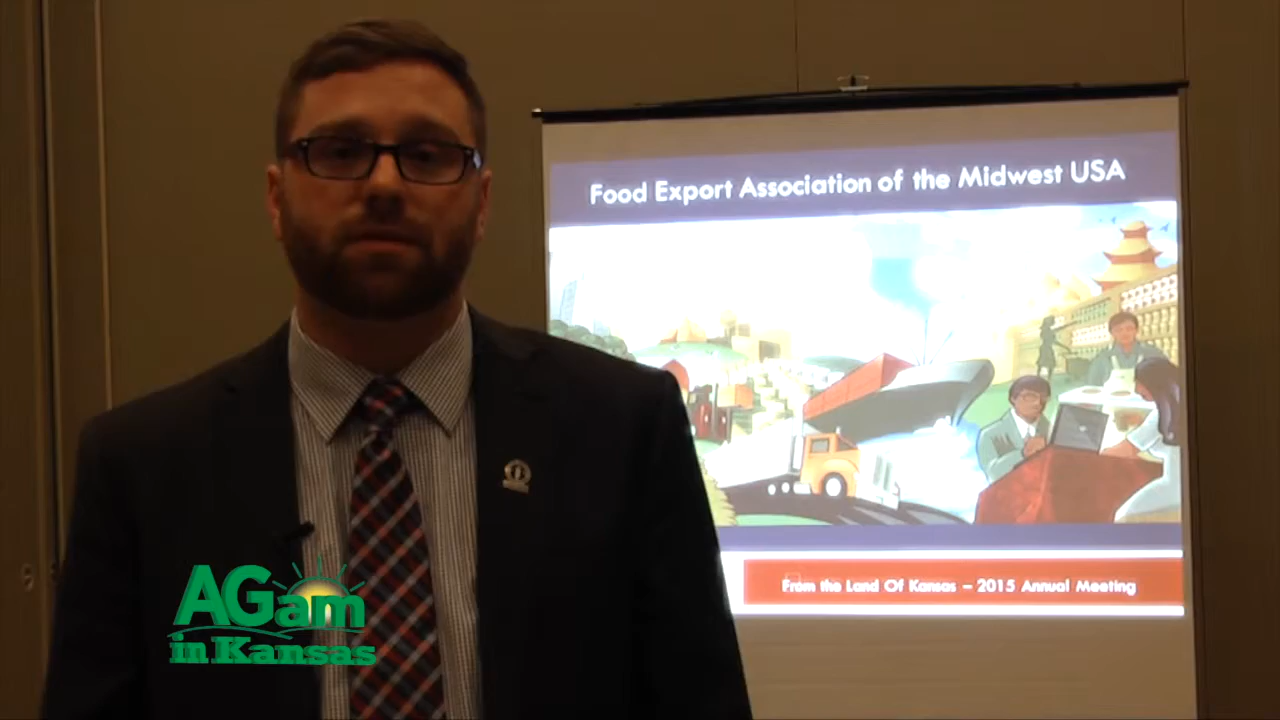 Food Export Association of the Midwest USA
From the Land Of Kansas – 2015 Annual Meeting
AGam
in Kansas